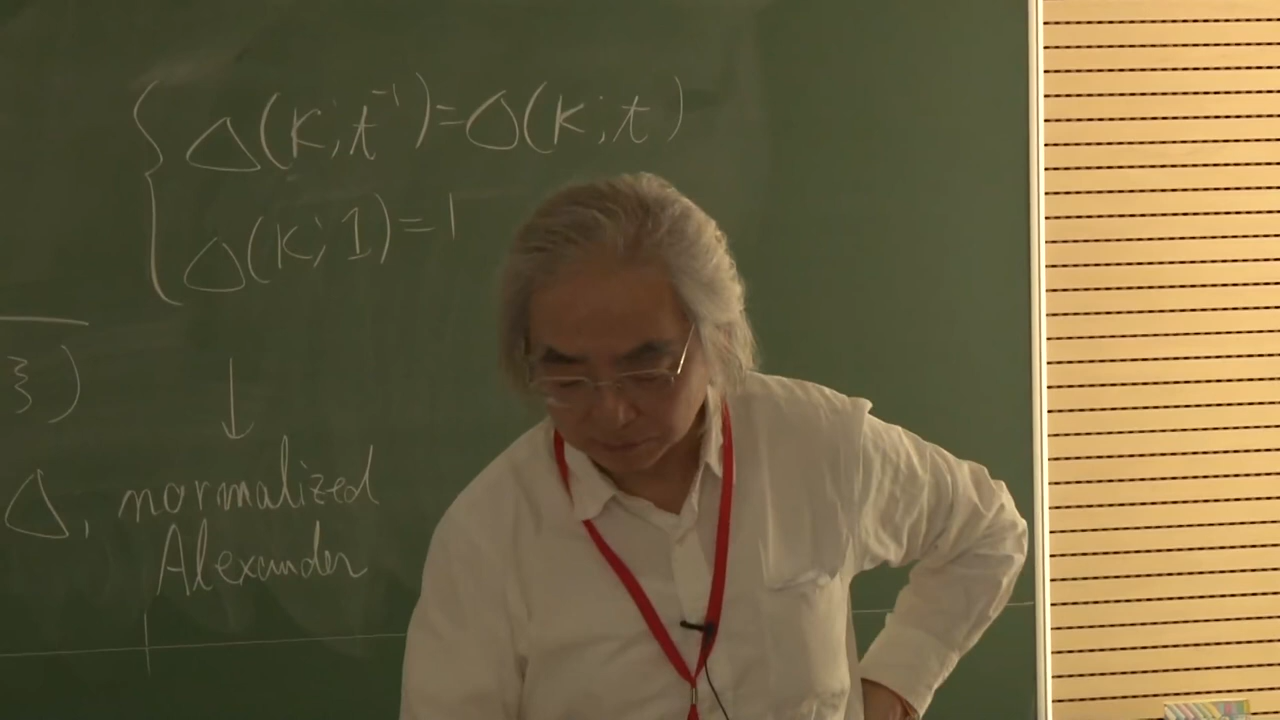 Δ(K;t⁻¹)=Δ(K;t)
Δ(K;1)=1
)
↓
Δ, normalized
Alexander